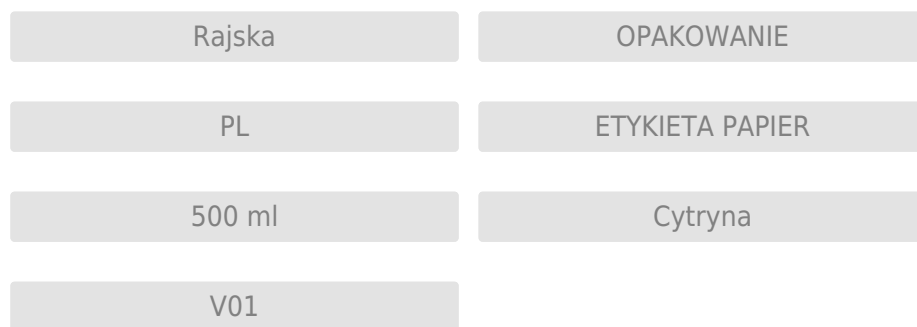 Rajska
OPAKOWANIE
PL
ETYKIETA PAPIER
500 ml
Cytryna
V01